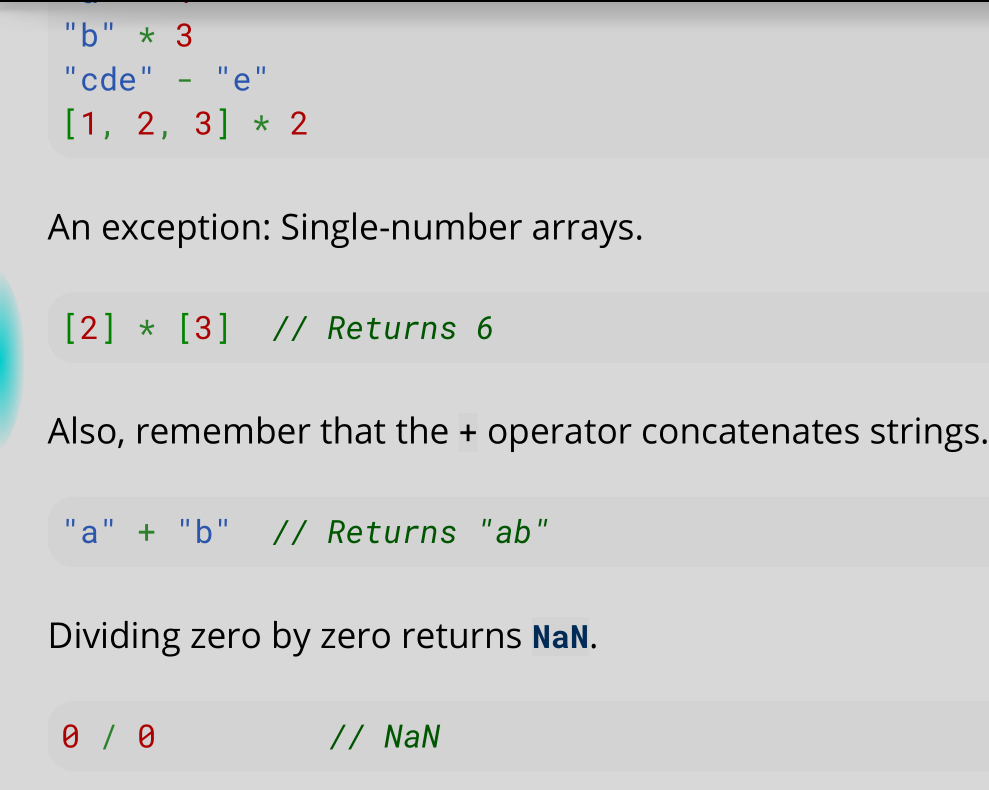 "b" * 3
"cde" - "e"
[1, 2, 3] * 2
An exception: Single-number arrays.
[2] * [3]  // Returns 6
Also, remember that the + operator concatenates strings.
"a" + "b"  // Returns "ab"
Dividing zero by zero returns NaN.
0 / 0         // NaN